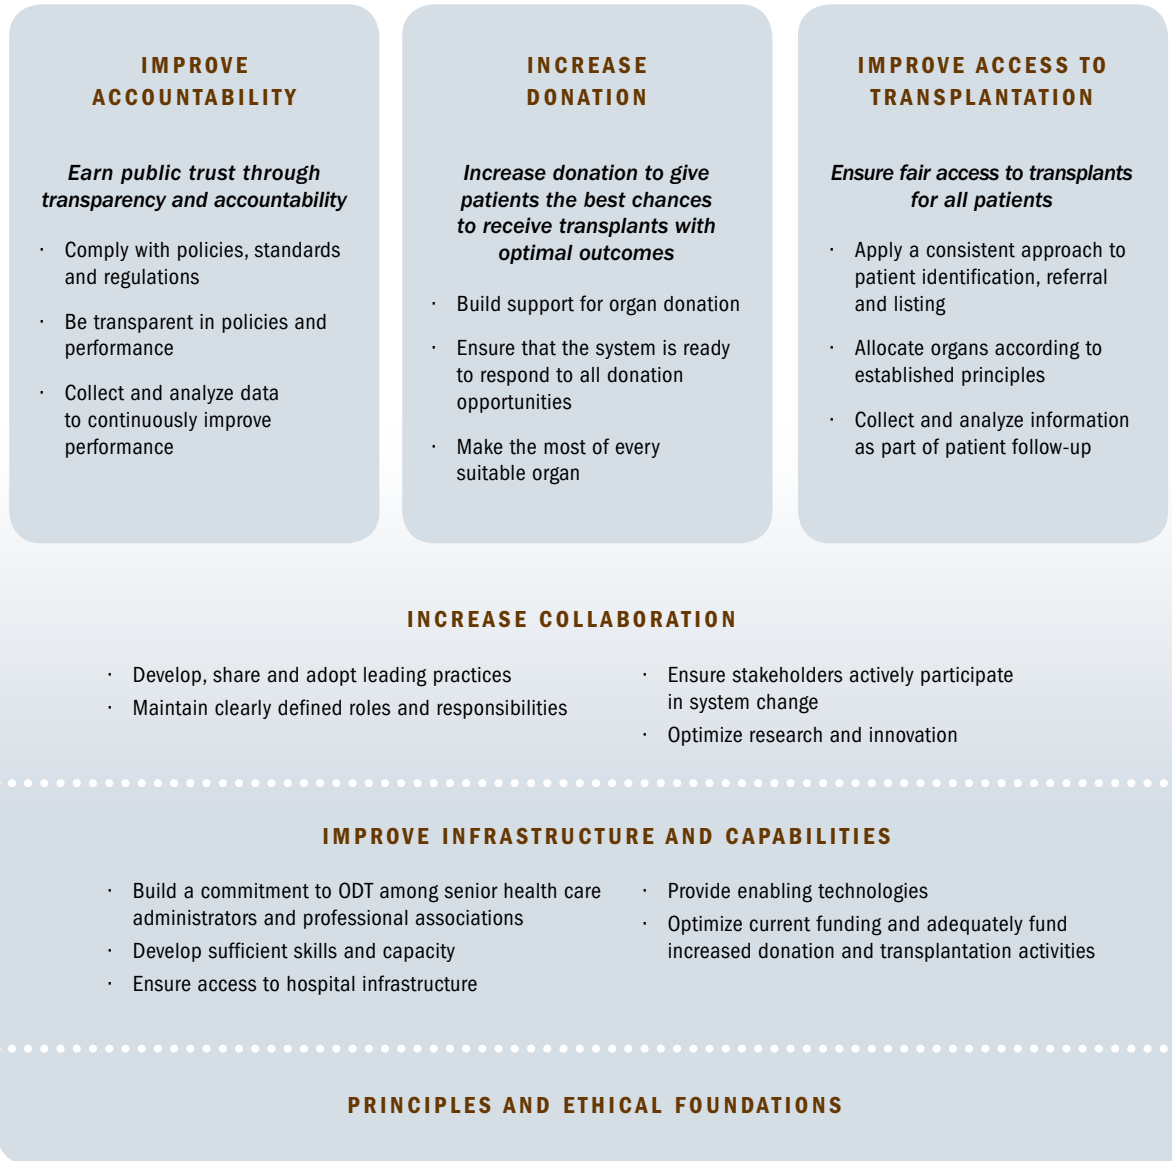 IMPROVE
ACCOUNTABILITY
Earn public trust through
transparency and accountability
· Comply with policies, standards
and regulations
· Be transparent in policies and
performance
· Collect and analyze data
to continuously improve
performance
INCREASE
DONATION
Increase donation to give
patients the best chances
to receive transplants with
optimal outcomes
· Build support for organ donation
· Ensure that the system is ready
to respond to all donation
opportunities
· Make the most of every
suitable organ
IMPROVE ACCESS TO
TRANSPLANTATION
Ensure fair access to transplants
for all patients
· Apply a consistent approach to
patient identification, referral
and listing
· Allocate organs according to
established principles
· Collect and analyze information
as part of patient follow-up
INCREASE COLLABORATION
· Develop, share and adopt leading practices
· Maintain clearly defined roles and responsibilities
· Ensure stakeholders actively participate
in system change
· Optimize research and innovation
IMPROVE INFRASTRUCTURE AND CAPABILITIES
· Build a commitment to ODT among senior health care
administrators and professional associations
· Develop sufficient skills and capacity
· Ensure access to hospital infrastructure
· Provide enabling technologies
· Optimize current funding and adequately fund
increased donation and transplantation activities
PRINCIPLES AND ETHICAL FOUNDATIONS